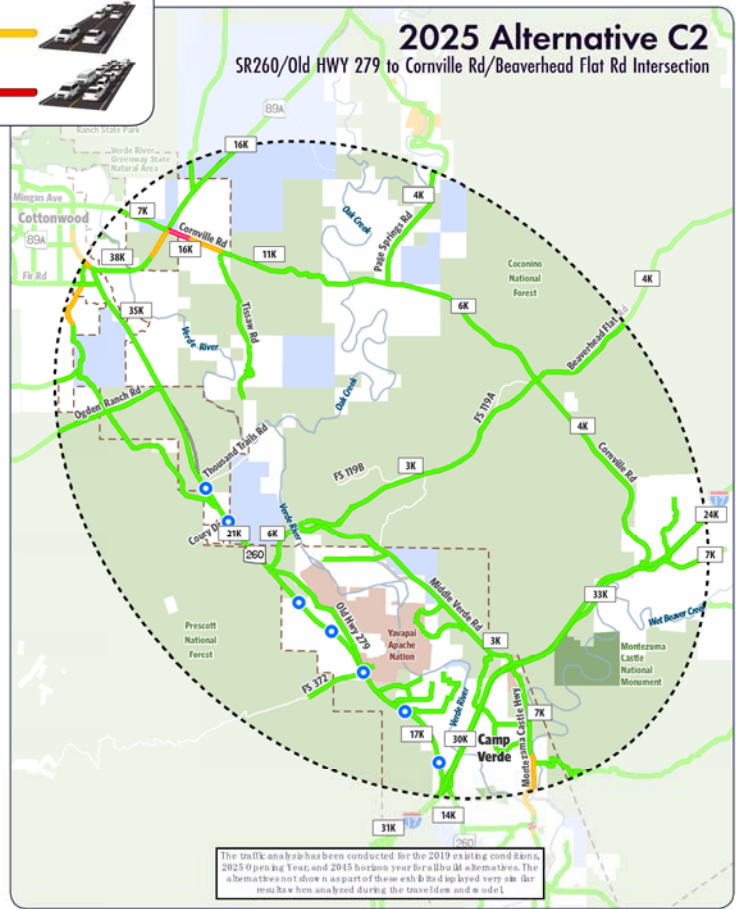 2025 Alternative C2
SR260/Old HWY 279 to Cornville Rd/Beaverhead Flat Rd Intersection
89A
Ranch State Park
Verde River
Greenway State
Natural Area
16K
Mingus Ave
Cottonwood
7K
4K
89A
Cornville Rd
16K
Oak Creek
Page Springs Rd
38K
11K
Coconino
National
Forest
Fir Rd
4K
35K
6K
Tissaw Rd
Verde River
Beaverhead Flat Rd
Oak Creek
Ogden Ranch Rd
FS 119A
4K
Thousand Trails Rd
FS 119B
3K
Cornville Rd
17
24K
Coury Dr
21K
6K
Verde River
260
7K
33K
Middle Verde Rd
Old Hwy 279
Wet Beaver Creek
Prescott
National
Forest
Yavapai
Apache
Nation
3K
Montezuma
Castle
National
Monument
FS 372
Verde River
7K
17K
30K
Camp
Verde
Montezuma Castle Hwy
14K
31K
17
260
The traffic analysis has been conducted for the 2019 existing conditions,
2025 Opening Year, and 2045 horizon year for all build alternatives. The
alternatives not shown as part of these exhibits displayed very similar
results when analyzed during the travel demand model.